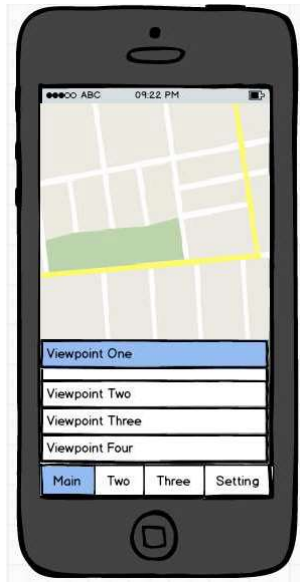 ABC 09:22 PM
Viewpoint One
Viewpoint Two
Viewpoint Three
Viewpoint Four
Main Two Three Setting